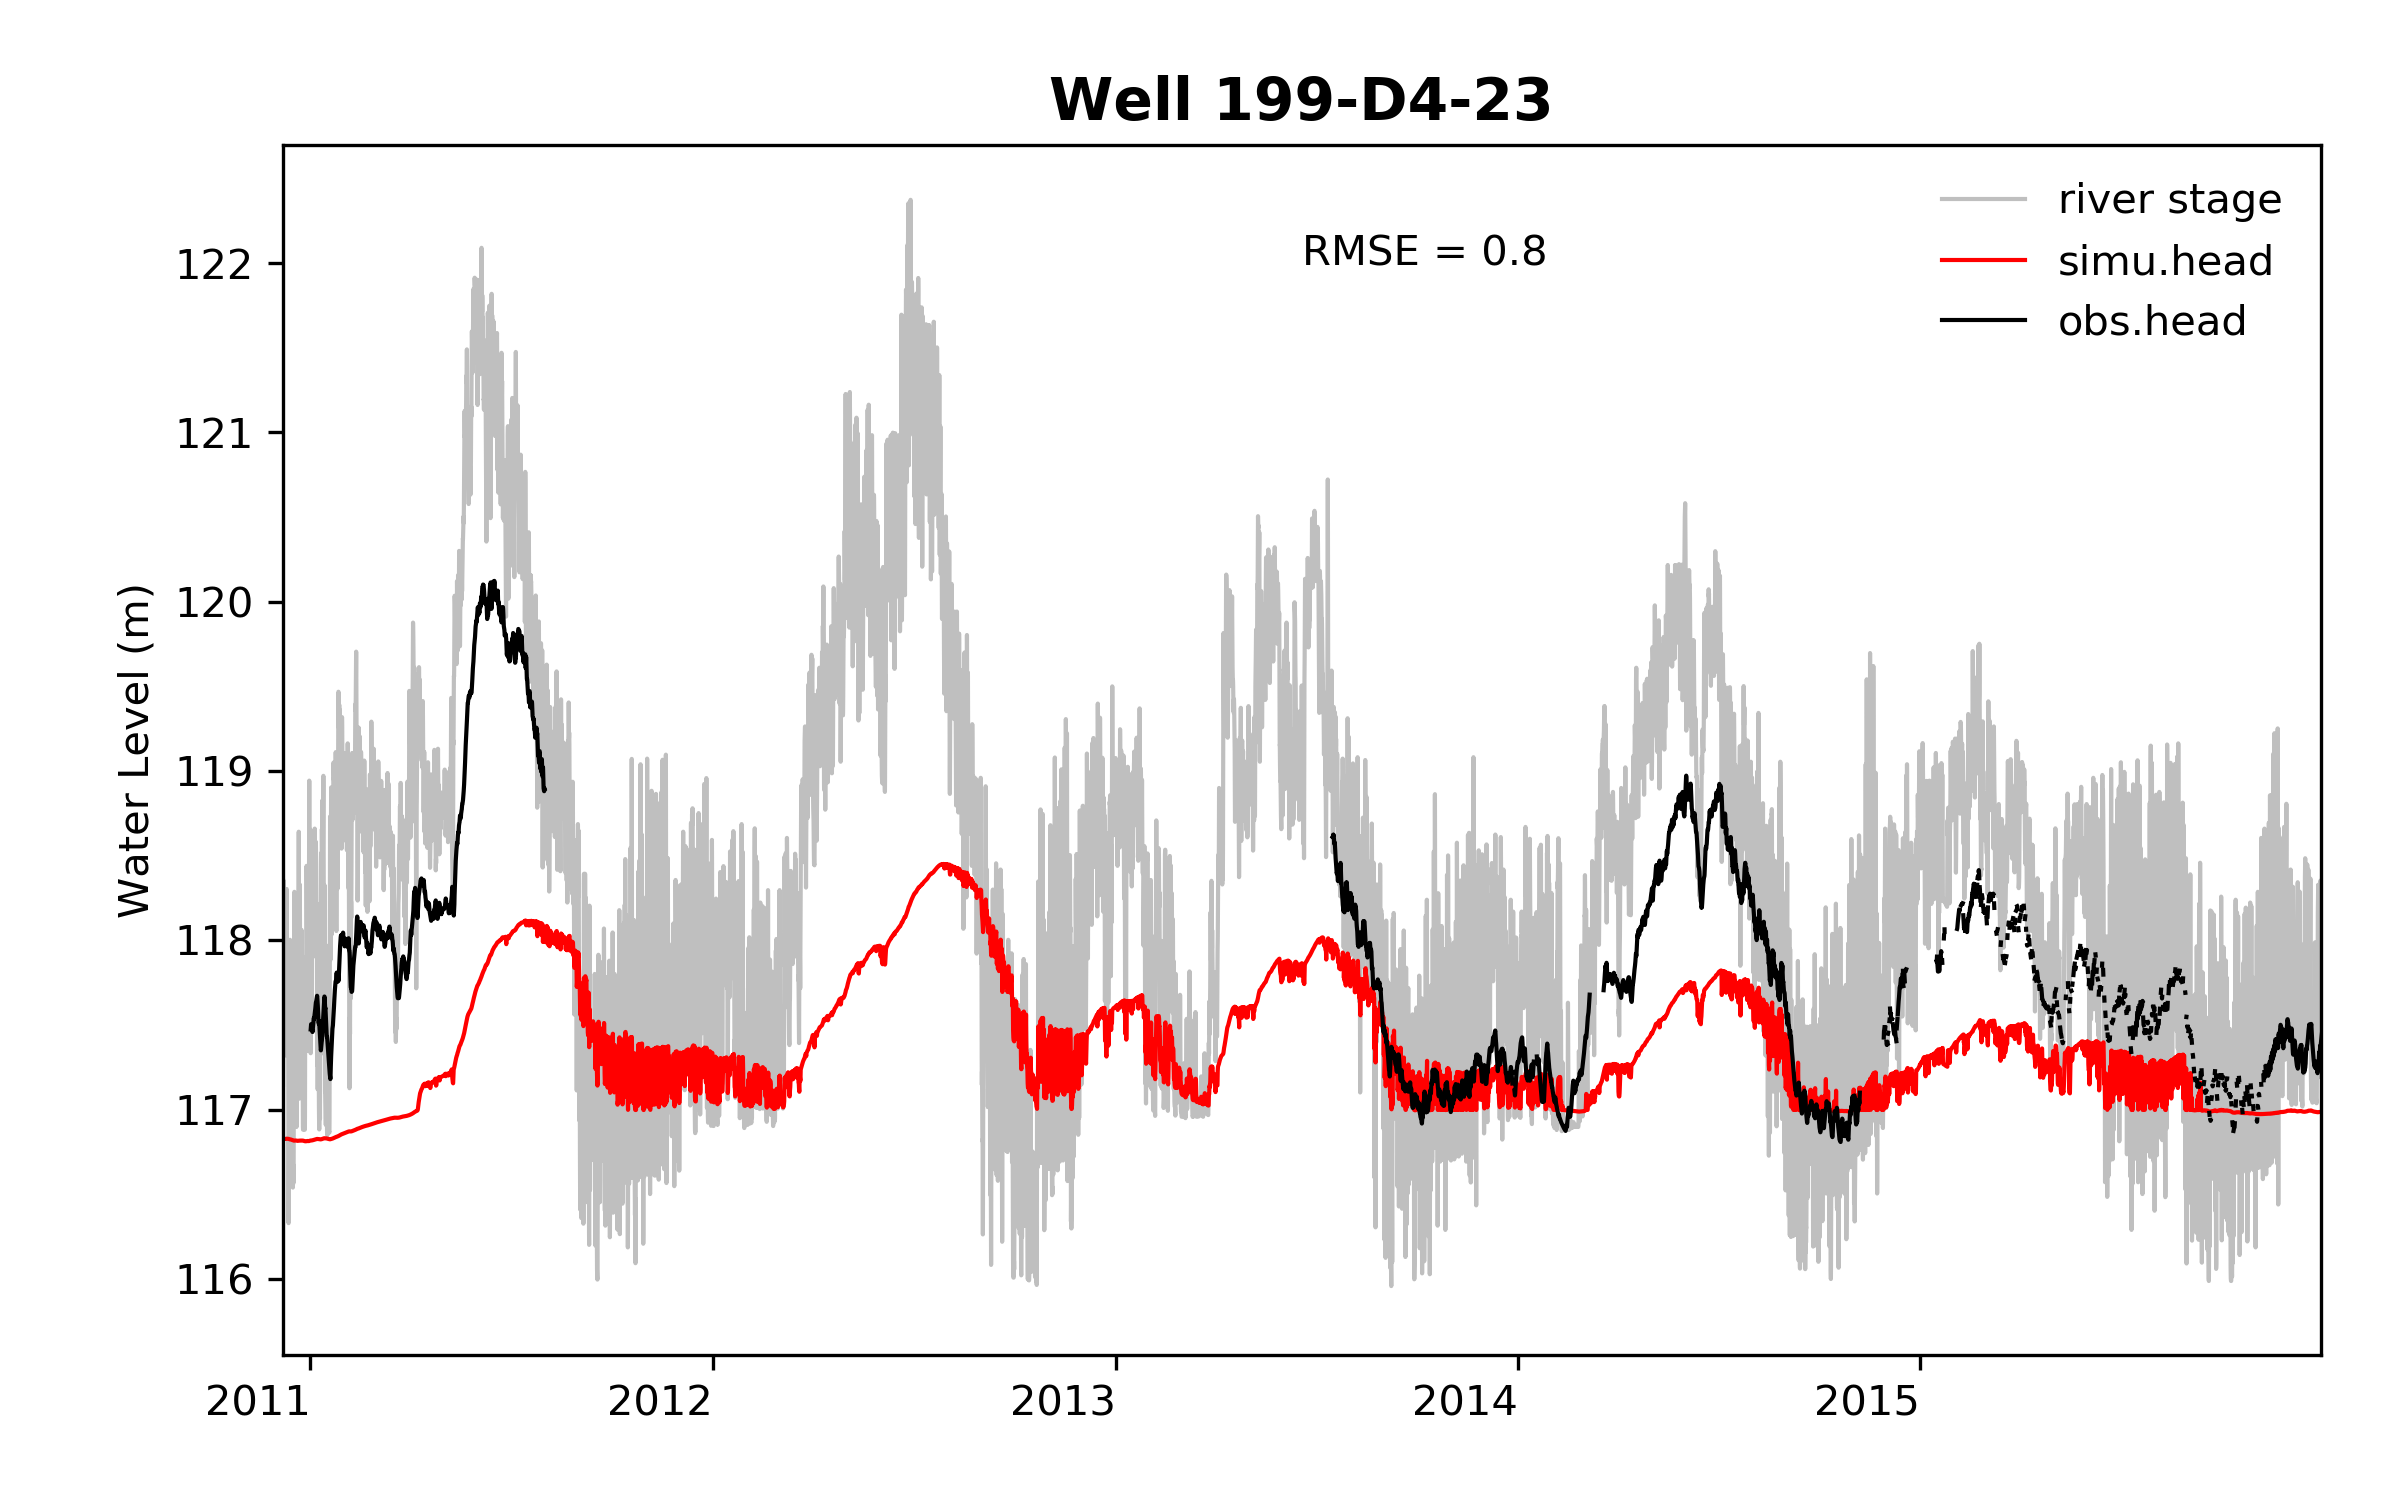 Well 199-D4-23
RMSE = 0.8
river stage
simu.head
obs.head
Water Level (m)
122
121
120
119
118
117
116
2011
2012
2013
2014
2015